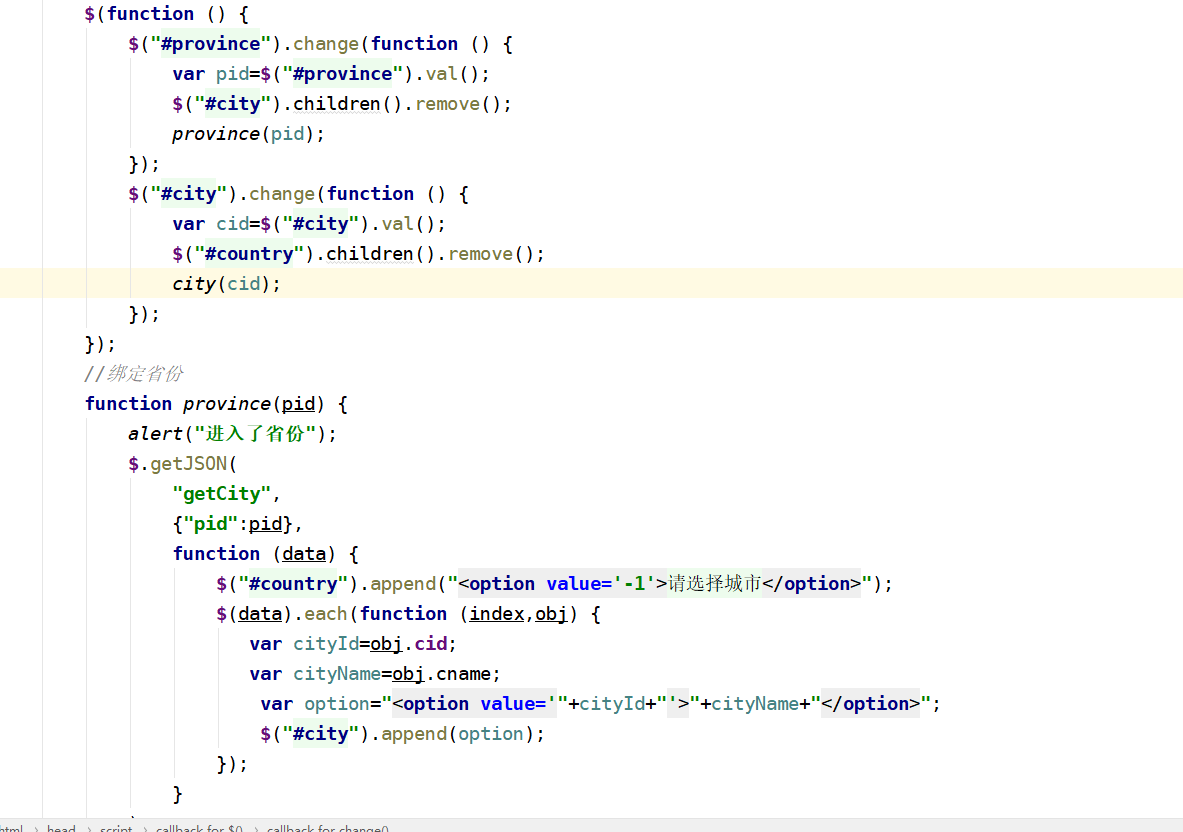 $(function () {
$("#province").change(function () {
var pid=$("#province").val();
$("#city").children().remove();
province(pid);
});
$("#city").change(function () {
var cid=$("#city").val();
$("#country").children().remove();
city(cid);
});
});
//绑定省份
function province(pid) {
alert("进入了省份");
$.getJSON(
"getCity",
{"pid":pid},
function (data) {
$("#country").append("<option value='-1'>请选择城市</option>");
$(data).each(function (index,obj) {
var cityId=obj.cid;
var cityName=obj.cname;
var option="<option value='"+cityId+"'>"+cityName+"</option>";
$("#city").append(option);
});
}
html › head › script › callback for $() › callback for change()